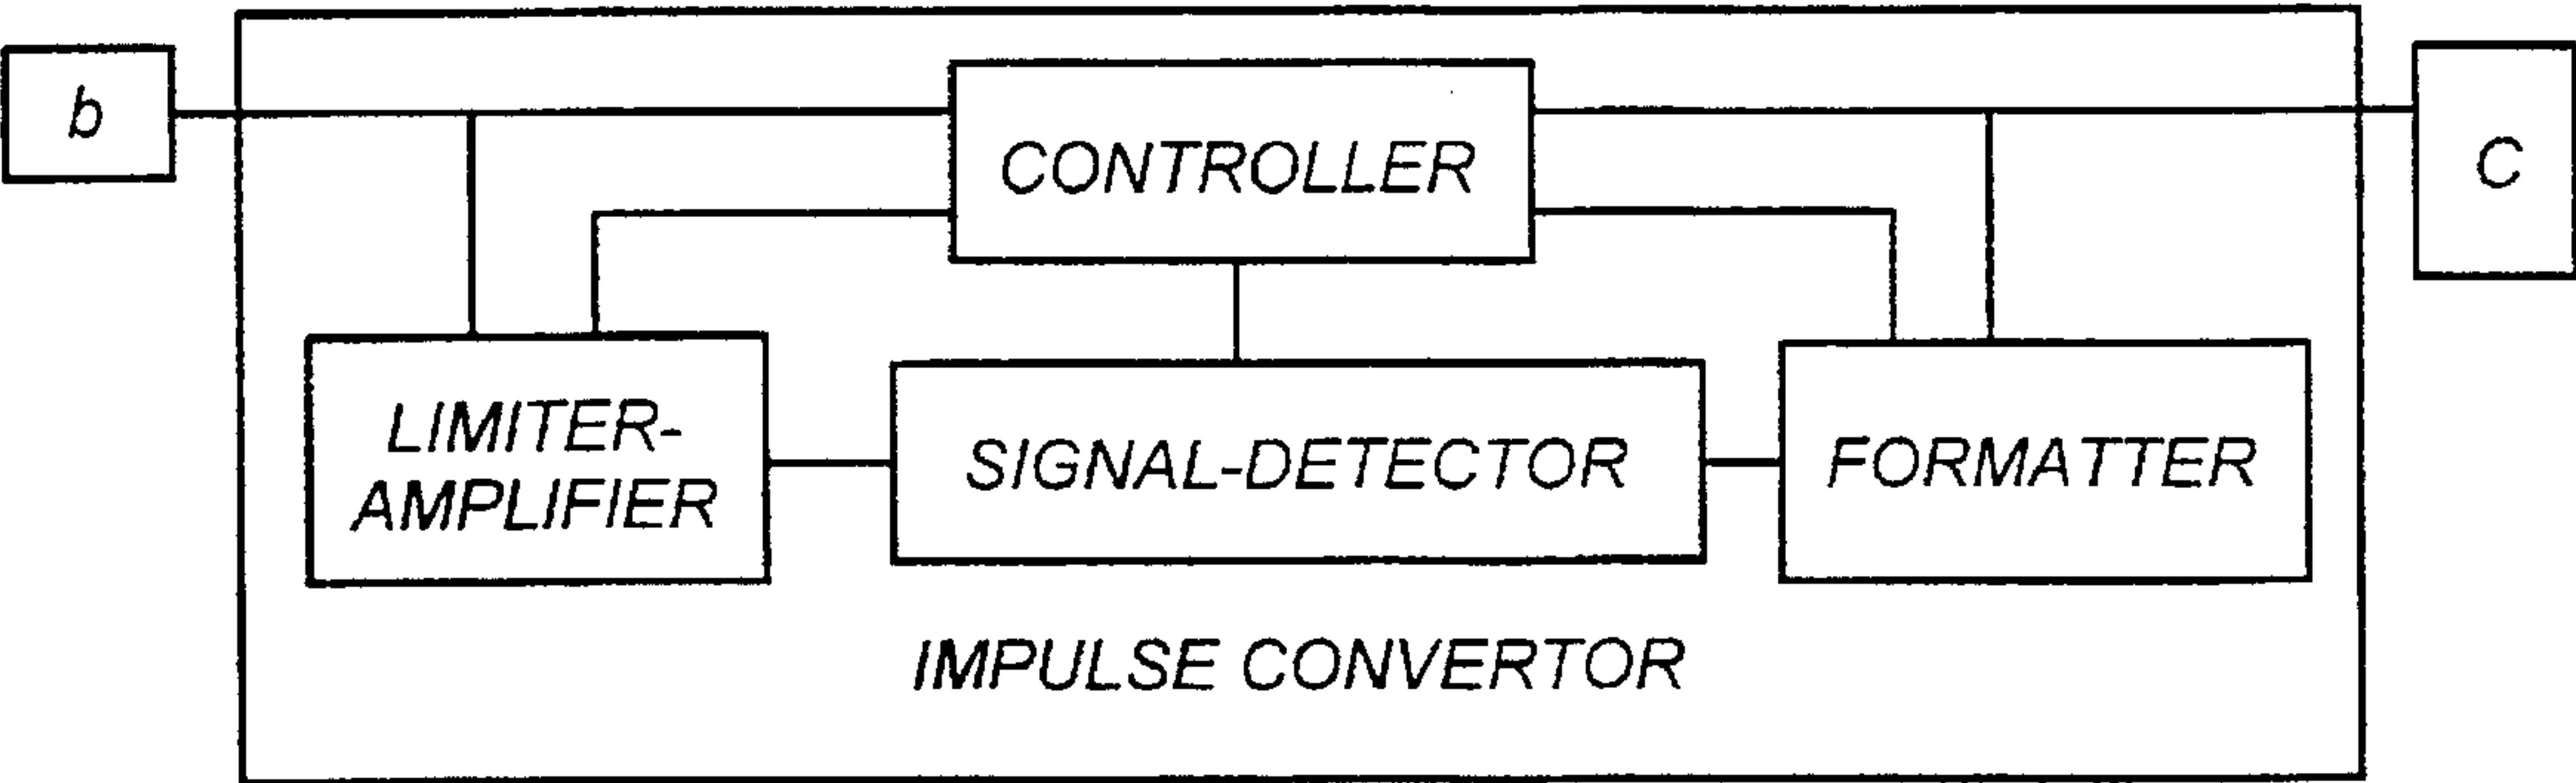 b
CONTROLLER
C
LIMITER-
AMPLIFIER
SIGNAL-DETECTOR
FORMATTER
IMPULSE CONVERTOR